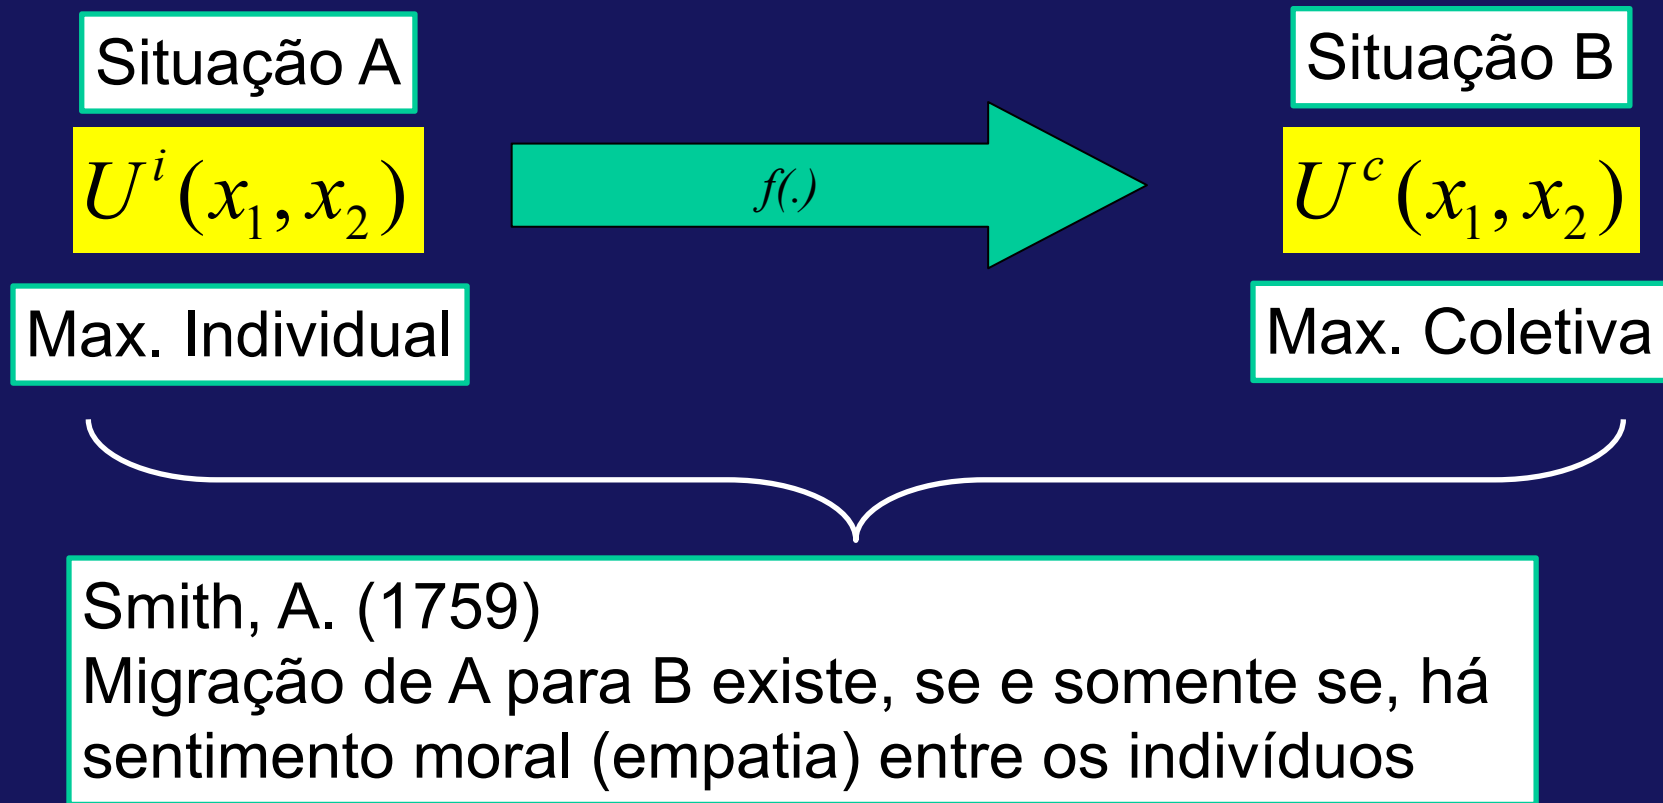 Situação A
Situação B
U^i(x_1, x_2)
f(.)
U^c(x_1, x_2)
Max. Individual
Max. Coletiva
Smith, A. (1759)
Migração de A para B existe, se e somente se, há
sentimento moral (empatia) entre os indivíduos